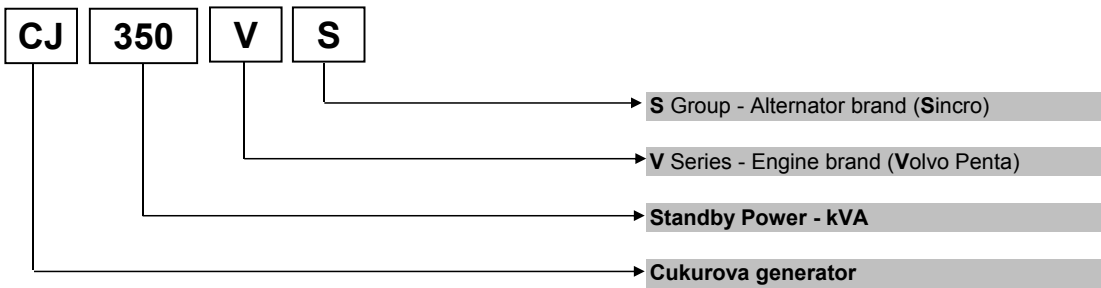 CJ 350 V S
S Group - Alternator brand (Sincro)
V Series - Engine brand (Volvo Penta)
Standby Power - kVA
Cukurova generator